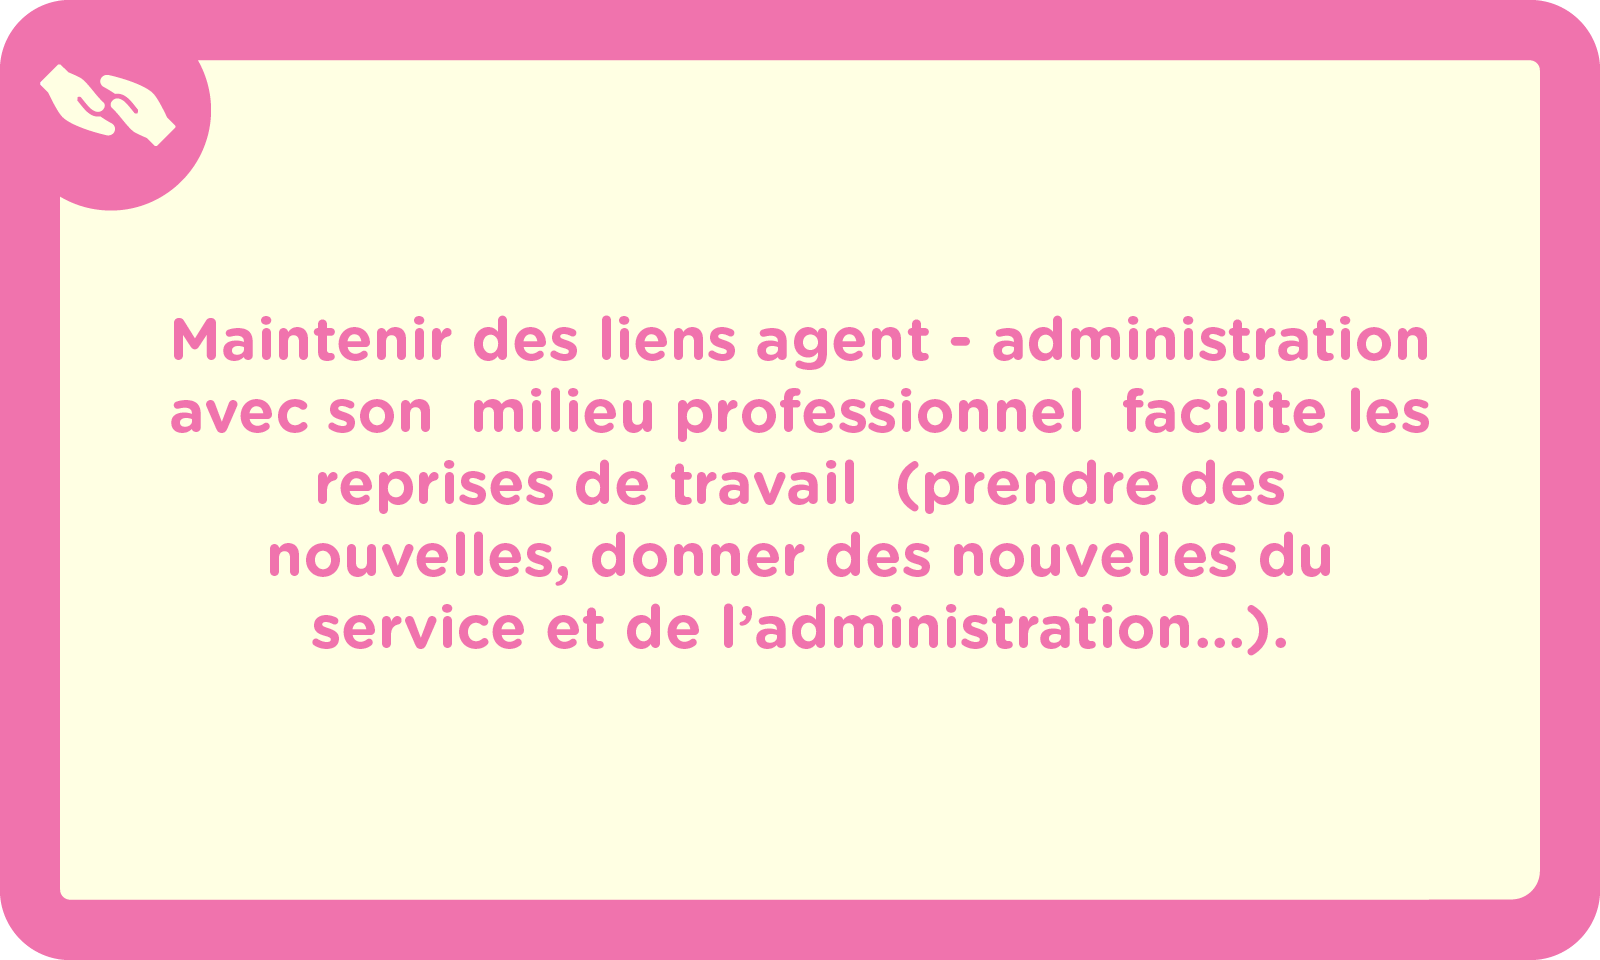 Maintenir des liens agent - administration
avec son  milieu professionnel  facilite les
reprises de travail  (prendre des
nouvelles, donner des nouvelles du
service et de l’administration...).